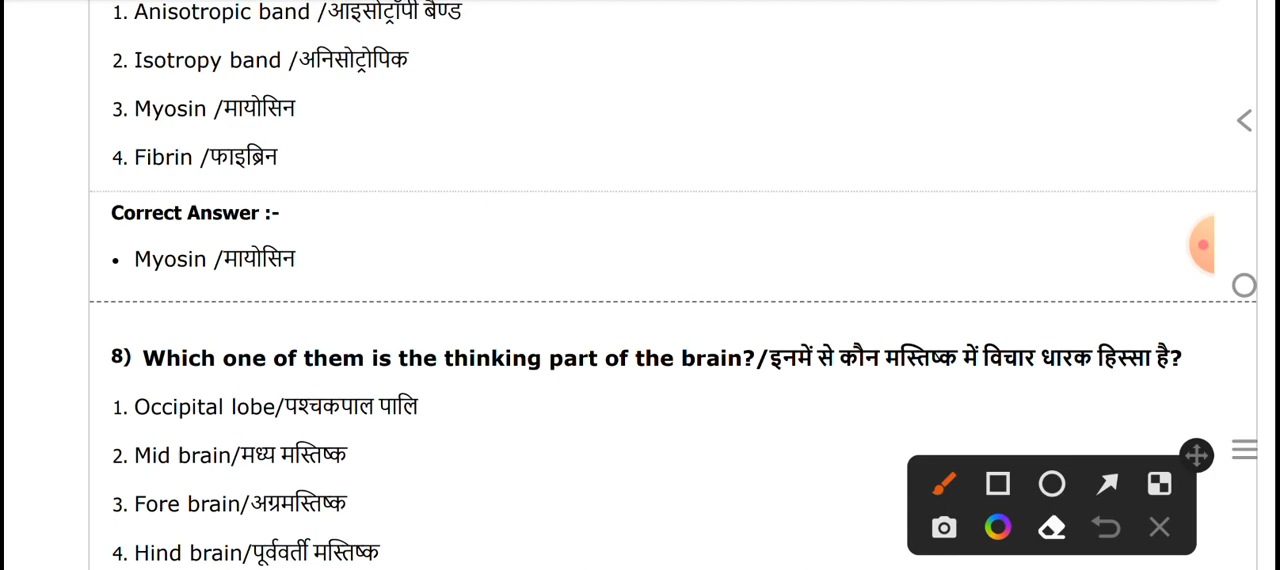 1. Anisotropic band /आइसोट्रॉपी बैण्ड
2. Isotropy band /अनिसोट्रोपिक
3. Myosin /मायोसिन
4. Fibrin /फाइब्रिन
Correct Answer :-
• Myosin /मायोसिन
8) Which one of them is the thinking part of the brain?/इनमें से कौन मस्तिष्क में विचार धारक हिस्सा है?
1. Occipital lobe/पश्चकपाल पालि
2. Mid brain/मध्य मस्तिष्क
3. Fore brain/अग्रमस्तिष्क
4. Hind brain/पूर्ववर्ती मस्तिष्क